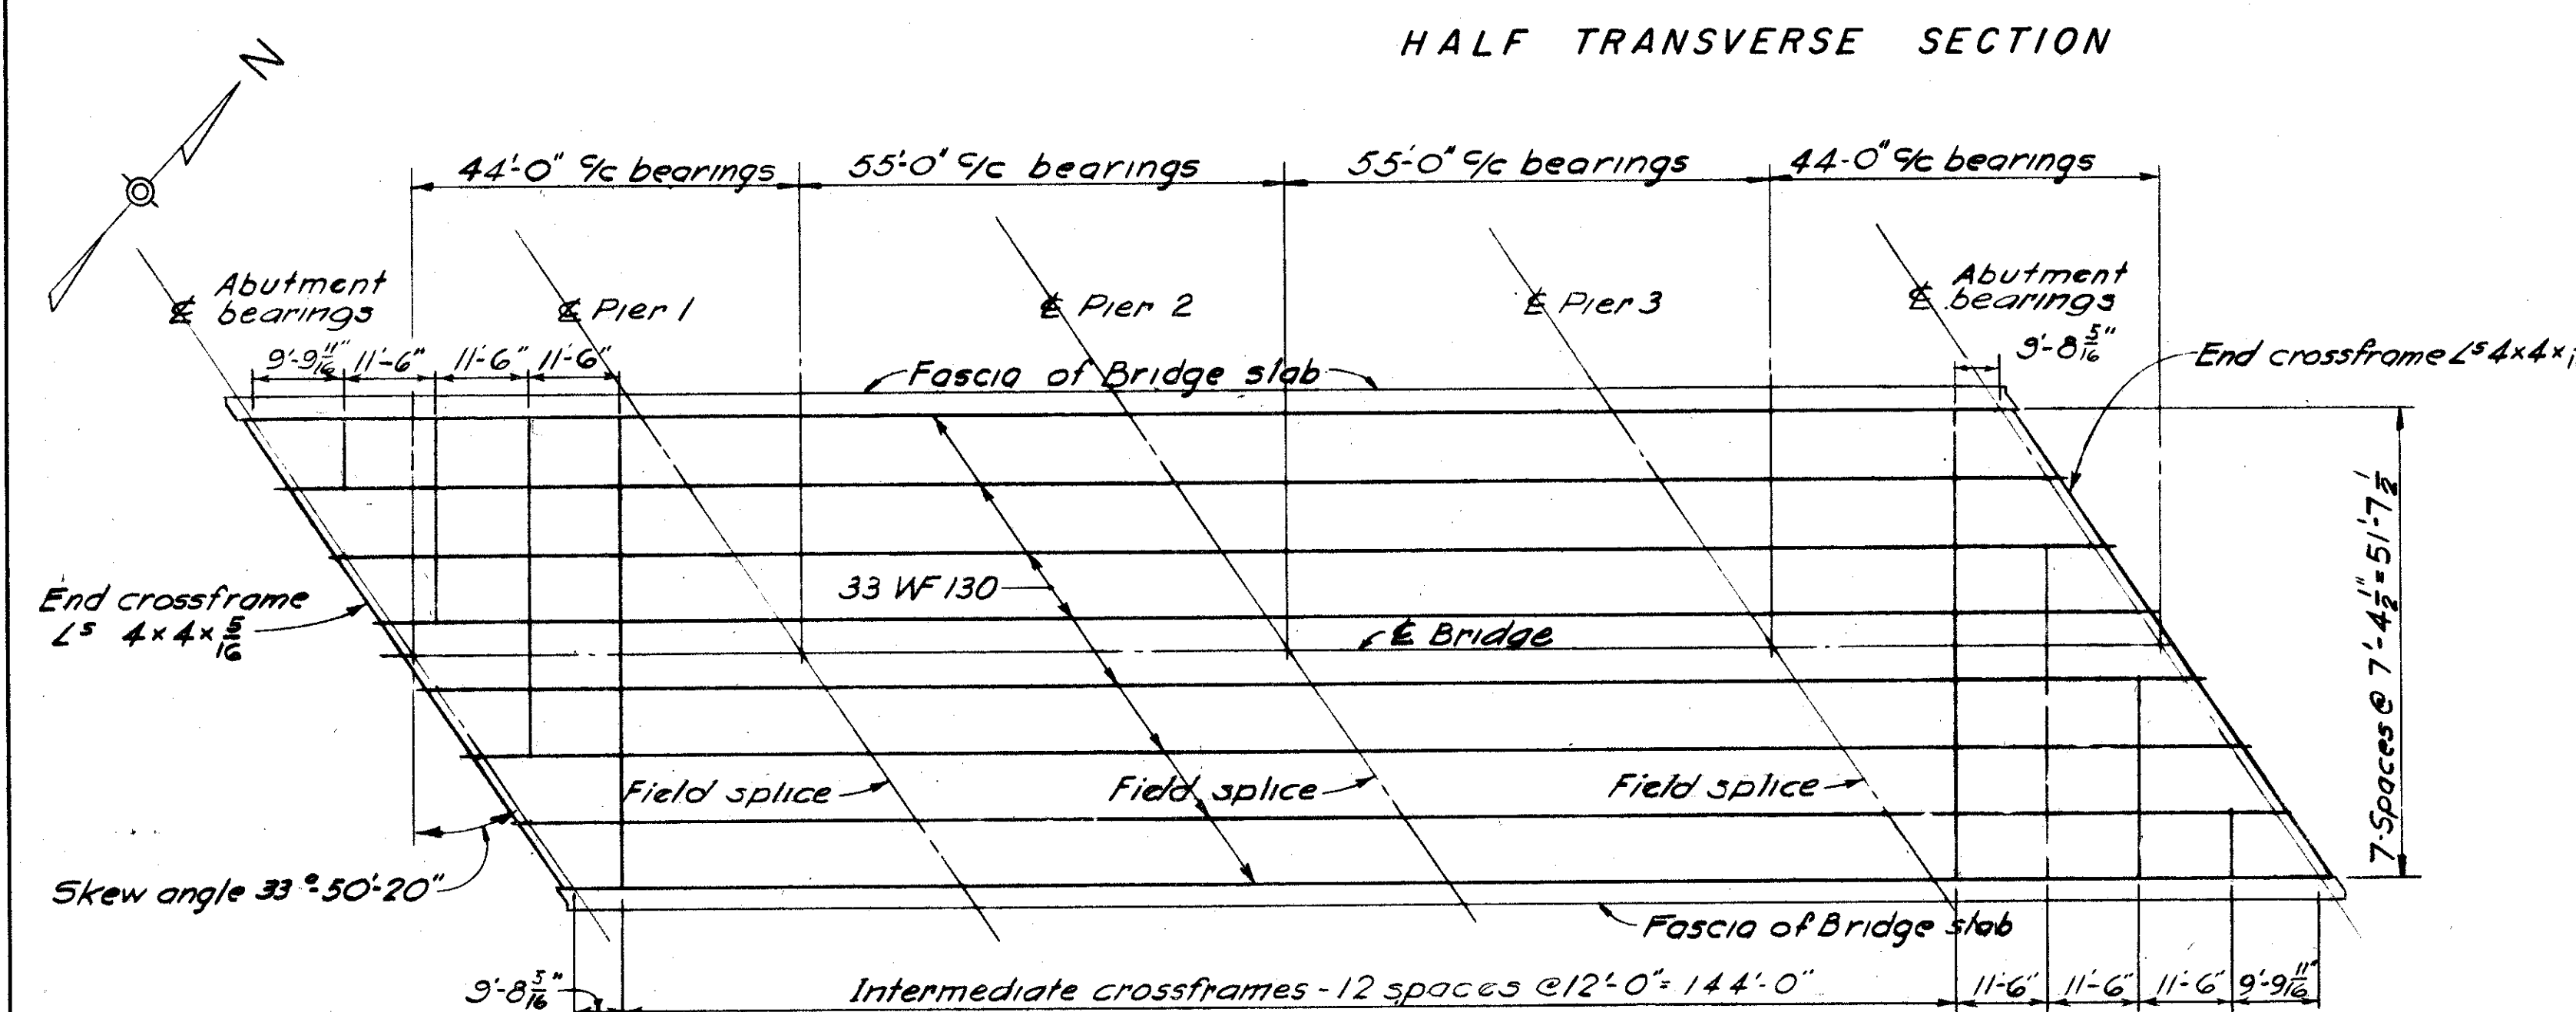 HALF TRANSVERSE SECTION
N
44'-0" c/c bearings
55'-0" c/c bearings
55'-0" c/c bearings
44'-0" c/c bearings
℄ Abutment
bearings
℄ Pier 1
℄ Pier 2
℄ Pier 3
℄ Abutment
bearings
9'-9 11/16" 11'-6" 11'-6" 11'-6"
9'-8 5/16"
Fascia of Bridge slab
End crossframe ∠s 4×4×
33 WF 130
End crossframe
∠s 4×4×5/16
℄ Bridge
7-Spaces @ 7'-4 1/2" = 51'-7 1/2
Field splice
Field splice
Field splice
Skew angle 33°-50'-20"
Fascia of Bridge slab
9'-8 5/16"
Intermediate crossframes - 12 spaces @ 12'-0" = 144'-0"
11'-6" 11'-6" 11'-6" 9'-9 11/16"